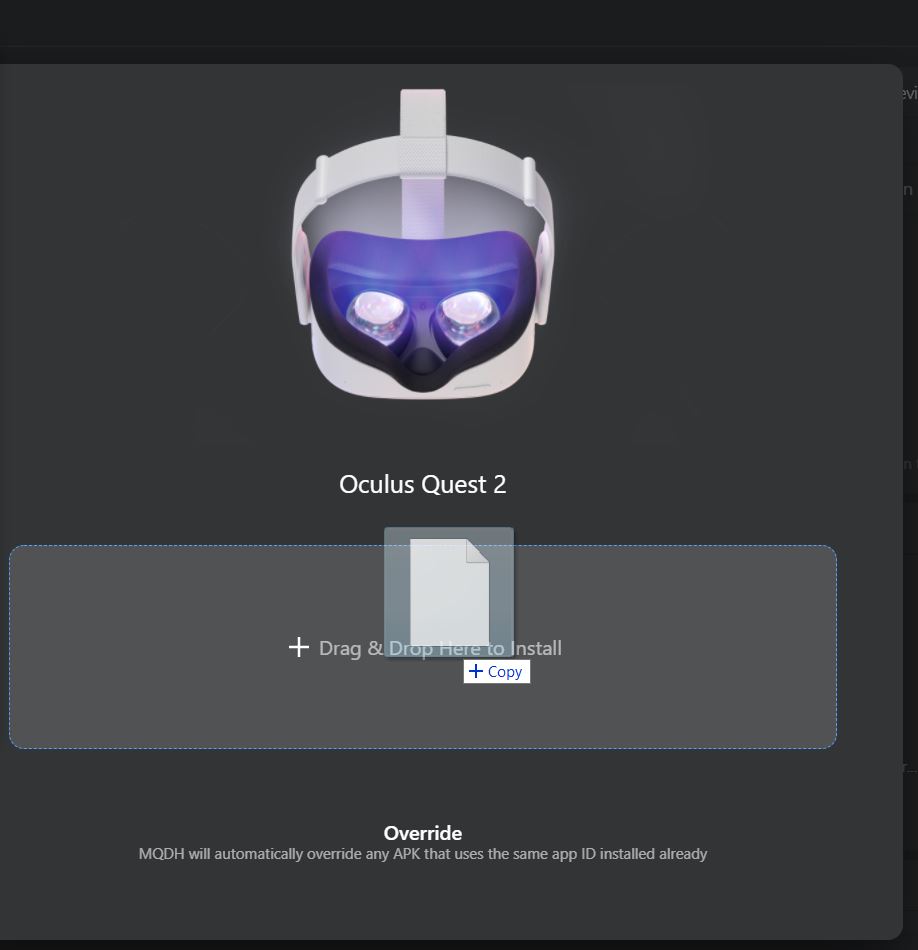 evi
n
Oculus Quest 2
n
Drag & Drop Here to Install
+ Copy
r...
Override
MQDH will automatically override any APK that uses the same app ID installed already